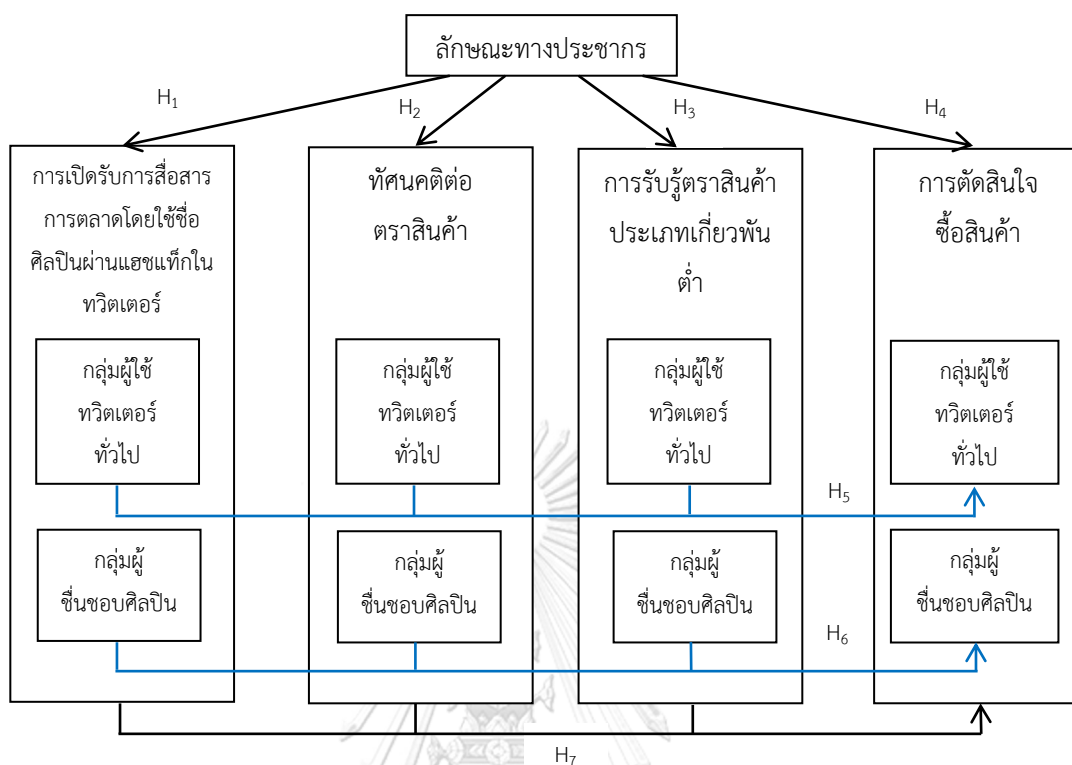 ลักษณะทางประชากร
H1
H2
H3
H4
การเปิดรับการสื่อสาร
การตลาดโดยใช้ชื่อ
ศิลปินผ่านแฮชแท็กใน
ทวิตเตอร์
ทัศนคติต่อ
ตราสินค้า
การรับรู้ตราสินค้า
ประเภทเกี่ยวพัน
ต่ำ
การตัดสินใจ
ซื้อสินค้า
กลุ่มผู้ใช้
ทวิตเตอร์
ทั่วไป
กลุ่มผู้ใช้
ทวิตเตอร์
ทั่วไป
กลุ่มผู้ใช้
ทวิตเตอร์
ทั่วไป
กลุ่มผู้ใช้
ทวิตเตอร์
ทั่วไป
H5
กลุ่มผู้
ชื่นชอบศิลปิน
กลุ่มผู้
ชื่นชอบศิลปิน
กลุ่มผู้
ชื่นชอบศิลปิน
กลุ่มผู้
ชื่นชอบศิลปิน
H6
H7